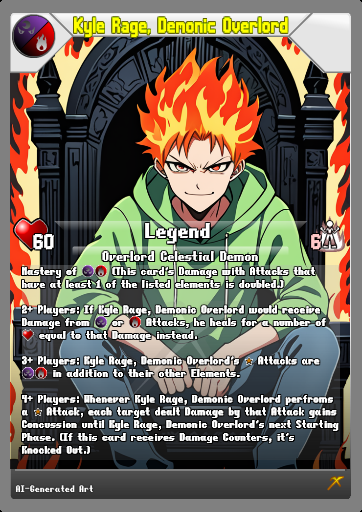 Kyle Rage, Demonic Overlord
60
Legend
6
Overlord Celestial Demon
Mastery of (This card's Damage with Attacks that
have at least 1 of the listed elements is doubled.)
2+ Players: If Kyle Rage, Demonic Overlord would receive
Damage from or Attacks, he heals for a number of
equal to that Damage instead.
3+ Players: Kyle Rage, Demonic Overlord's Attacks are
in addition to their other Elements.
4+ Players: Whenever Kyle Rage, Demonic Overlord perfroms
a Attack, each target dealt Damage by that Attack gains
Concussion until Kyle Rage, Demonic Overlord's next Starting
Phase. (If this card receives Damage Counters, it's
Knocked Out.)
AI-Generated Art